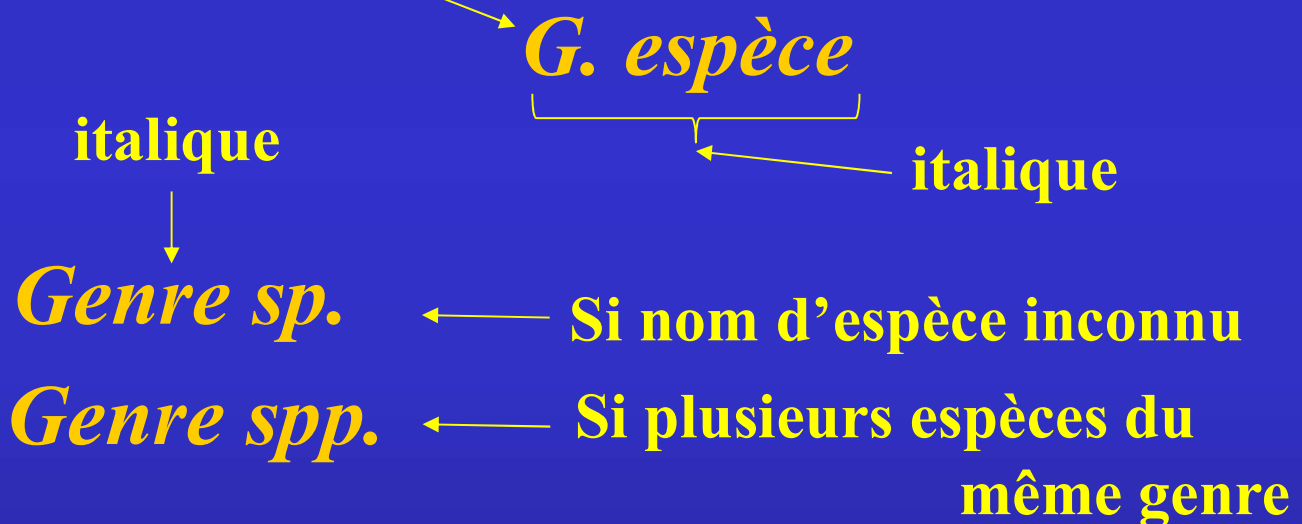 G. espèce
italique
italique
Genre sp.
Si nom d’espèce inconnu
Genre spp.
Si plusieurs espèces du
même genre